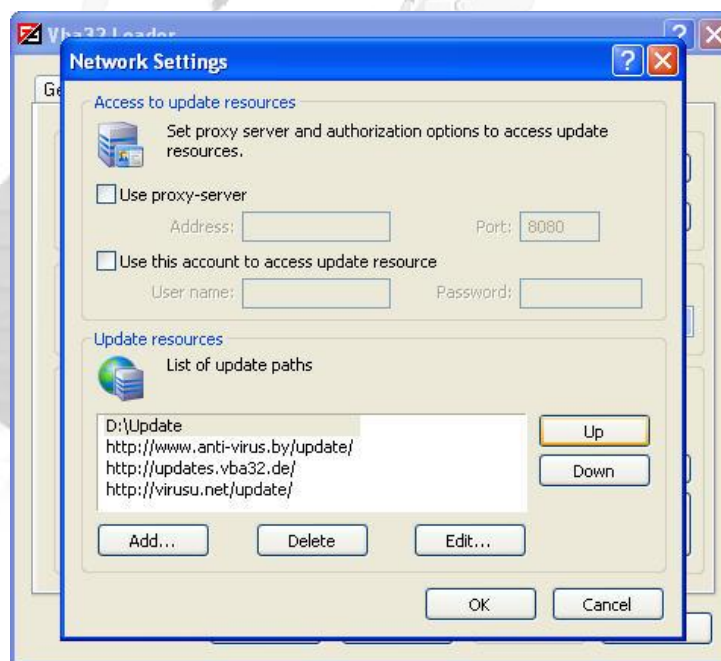 Vba32 Loader
Network Settings
Ge
Access to update resources
Set proxy server and authorization options to access update
resources.
Use proxy-server
Address:
Port: 8080
Use this account to access update resource
User name:
Password:
Update resources
List of update paths
D:\Update
http://www.anti-virus.by/update/
http://updates.vba32.de/
http://virusu.net/update/
Up
Down
Add...
Delete
Edit...
OK
Cancel